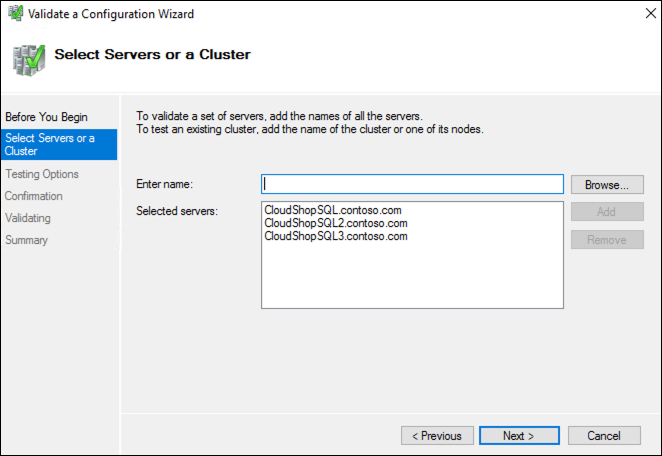 Validate a Configuration Wizard
Select Servers or a Cluster
Before You Begin
Select Servers or a
Cluster
Testing Options
Confirmation
Validating
Summary
To validate a set of servers, add the names of all the servers.
To test an existing cluster, add the name of the cluster or one of its nodes.
Enter name:
Browse...
Selected servers:
CloudShopSQL.contoso.com
CloudShopSQL2.contoso.com
CloudShopSQL3.contoso.com
Add
Remove
< Previous
Next >
Cancel